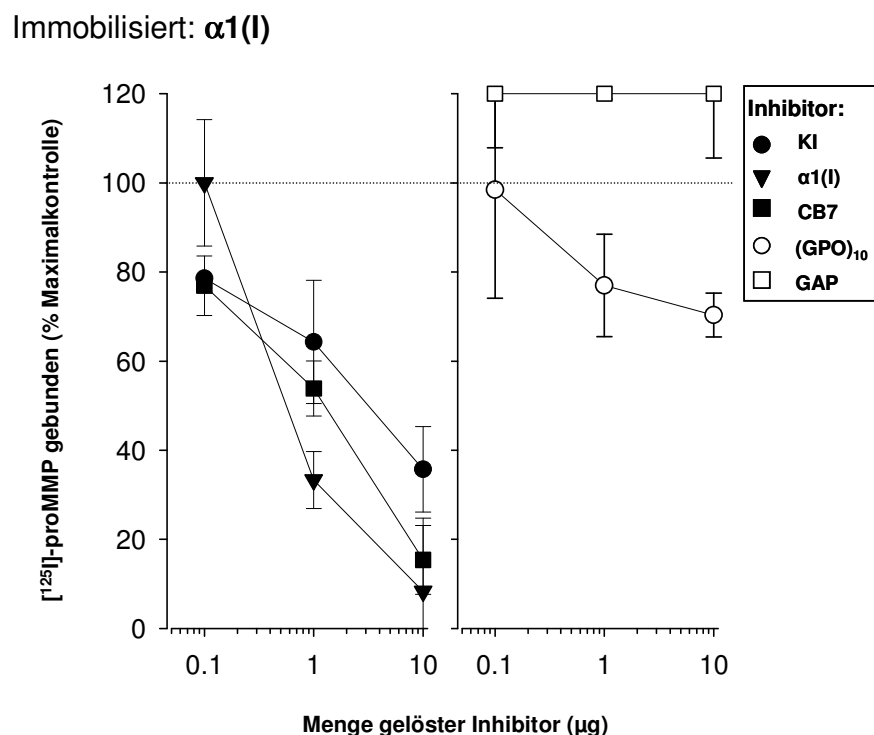 Immobilisiert: α1(I)
[¹²⁵I]-proMMP gebunden (% Maximalkontrolle)
120
100
80
60
40
20
0
0.1 1 10
0.1 1 10
Menge gelöster Inhibitor (µg)
Inhibitor:
KI
α1(I)
CB7
(GPO)₁₀
GAP